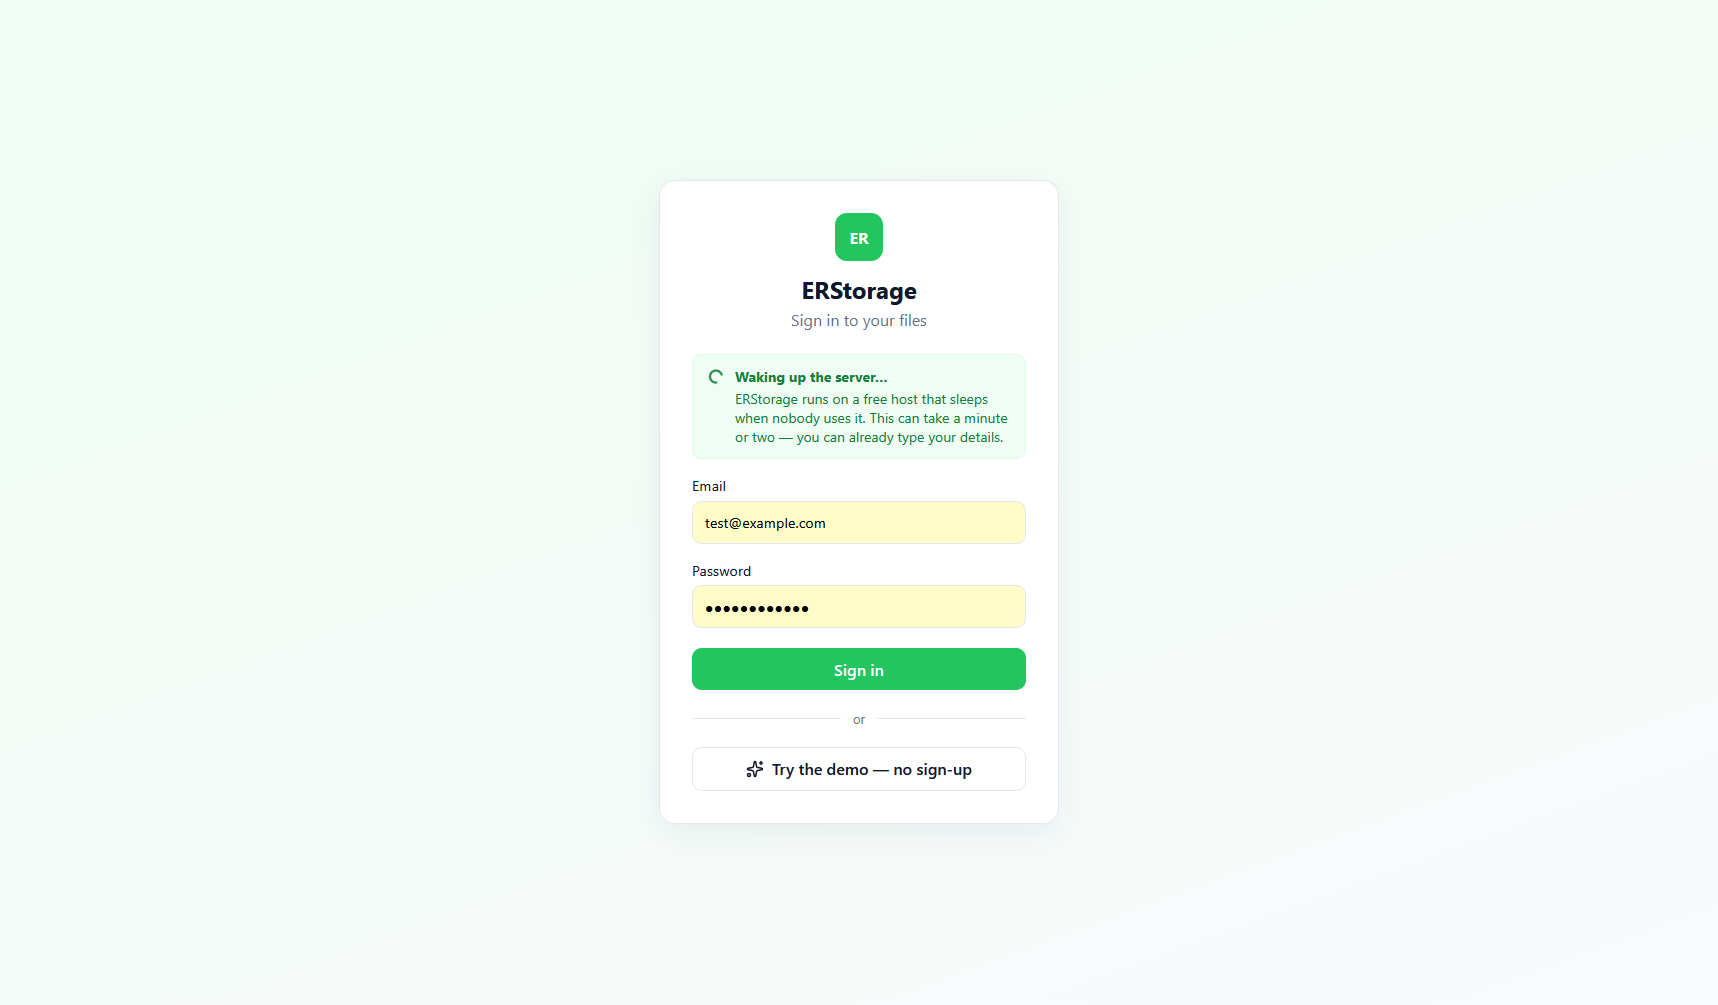 ER
ERStorage
Sign in to your files
Waking up the server...
ERStorage runs on a free host that sleeps
when nobody uses it. This can take a minute
or two — you can already type your details.
Email
test@example.com
Password
●●●●●●●●●●●●
Sign in
or
Try the demo — no sign-up